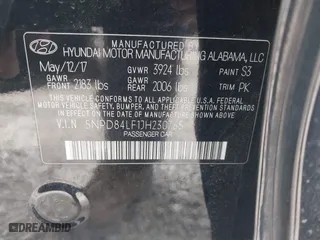 MANUFACTURED BY
HYUNDAI MOTOR MANUFACTURING ALABAMA, LLC
May/12/17 GVWR 3924 lbs PAINT S3
GAWR FRONT 2183 lbs GAWR REAR 2006 lbs TRIM PK
THIS VEHICLE CONFORMS TO ALL APPLICABLE U.S. FEDERAL
MOTOR VEHICLE SAFETY, BUMPER, AND THEFT PREVENTION STANDARDS
IN EFFECT ON THE DATE OF MANUFACTURE SHOWN ABOVE.
V.I.N
PASSENGER CAR
BIDFAX